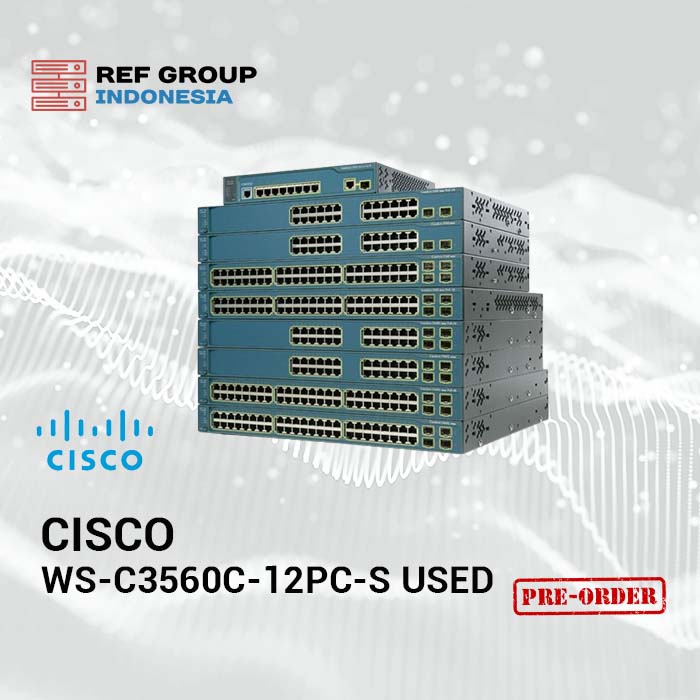 REF GROUP
INDONESIA
CISCO
CISCO
WS-C3560C-12PC-S USED
PRE-ORDER